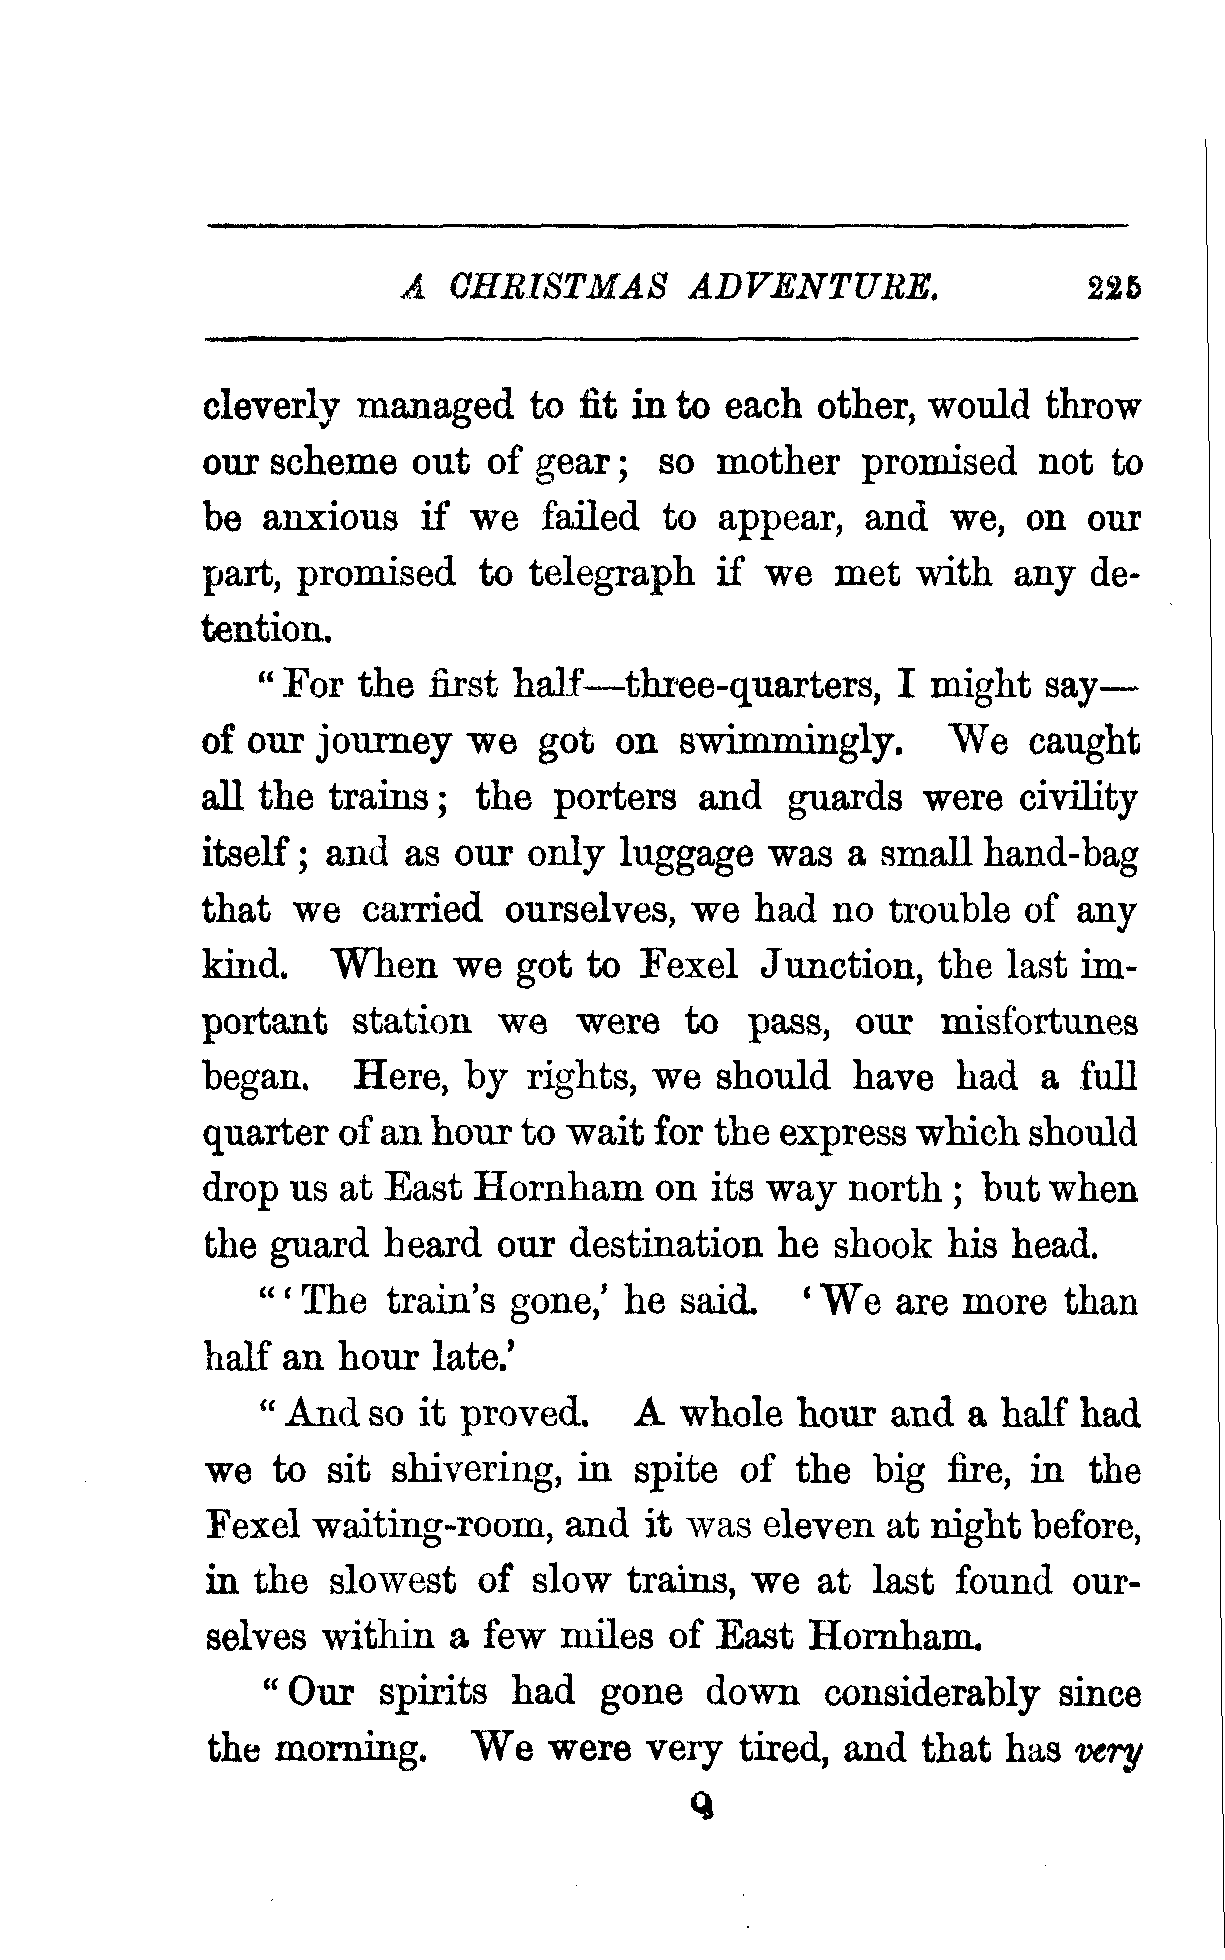 A CHRISTMAS ADVENTURE. 225
cleverly managed to fit in to each other, would throw
our scheme out of gear; so mother promised not to
be anxious if we failed to appear, and we, on our
part, promised to telegraph if we met with any de-
tention.
"For the first half—three-quarters, I might say—
of our journey we got on swimmingly. We caught
all the trains; the porters and guards were civility
itself; and as our only luggage was a small hand-bag
that we carried ourselves, we had no trouble of any
kind. When we got to Fexel Junction, the last im-
portant station we were to pass, our misfortunes
began. Here, by rights, we should have had a full
quarter of an hour to wait for the express which should
drop us at East Hornham on its way north; but when
the guard heard our destination he shook his head.
"'The train's gone,' he said. 'We are more than
half an hour late.'
"And so it proved. A whole hour and a half had
we to sit shivering, in spite of the big fire, in the
Fexel waiting-room, and it was eleven at night before,
in the slowest of slow trains, we at last found our-
selves within a few miles of East Hornham.
"Our spirits had gone down considerably since
the morning. We were very tired, and that has very
Q